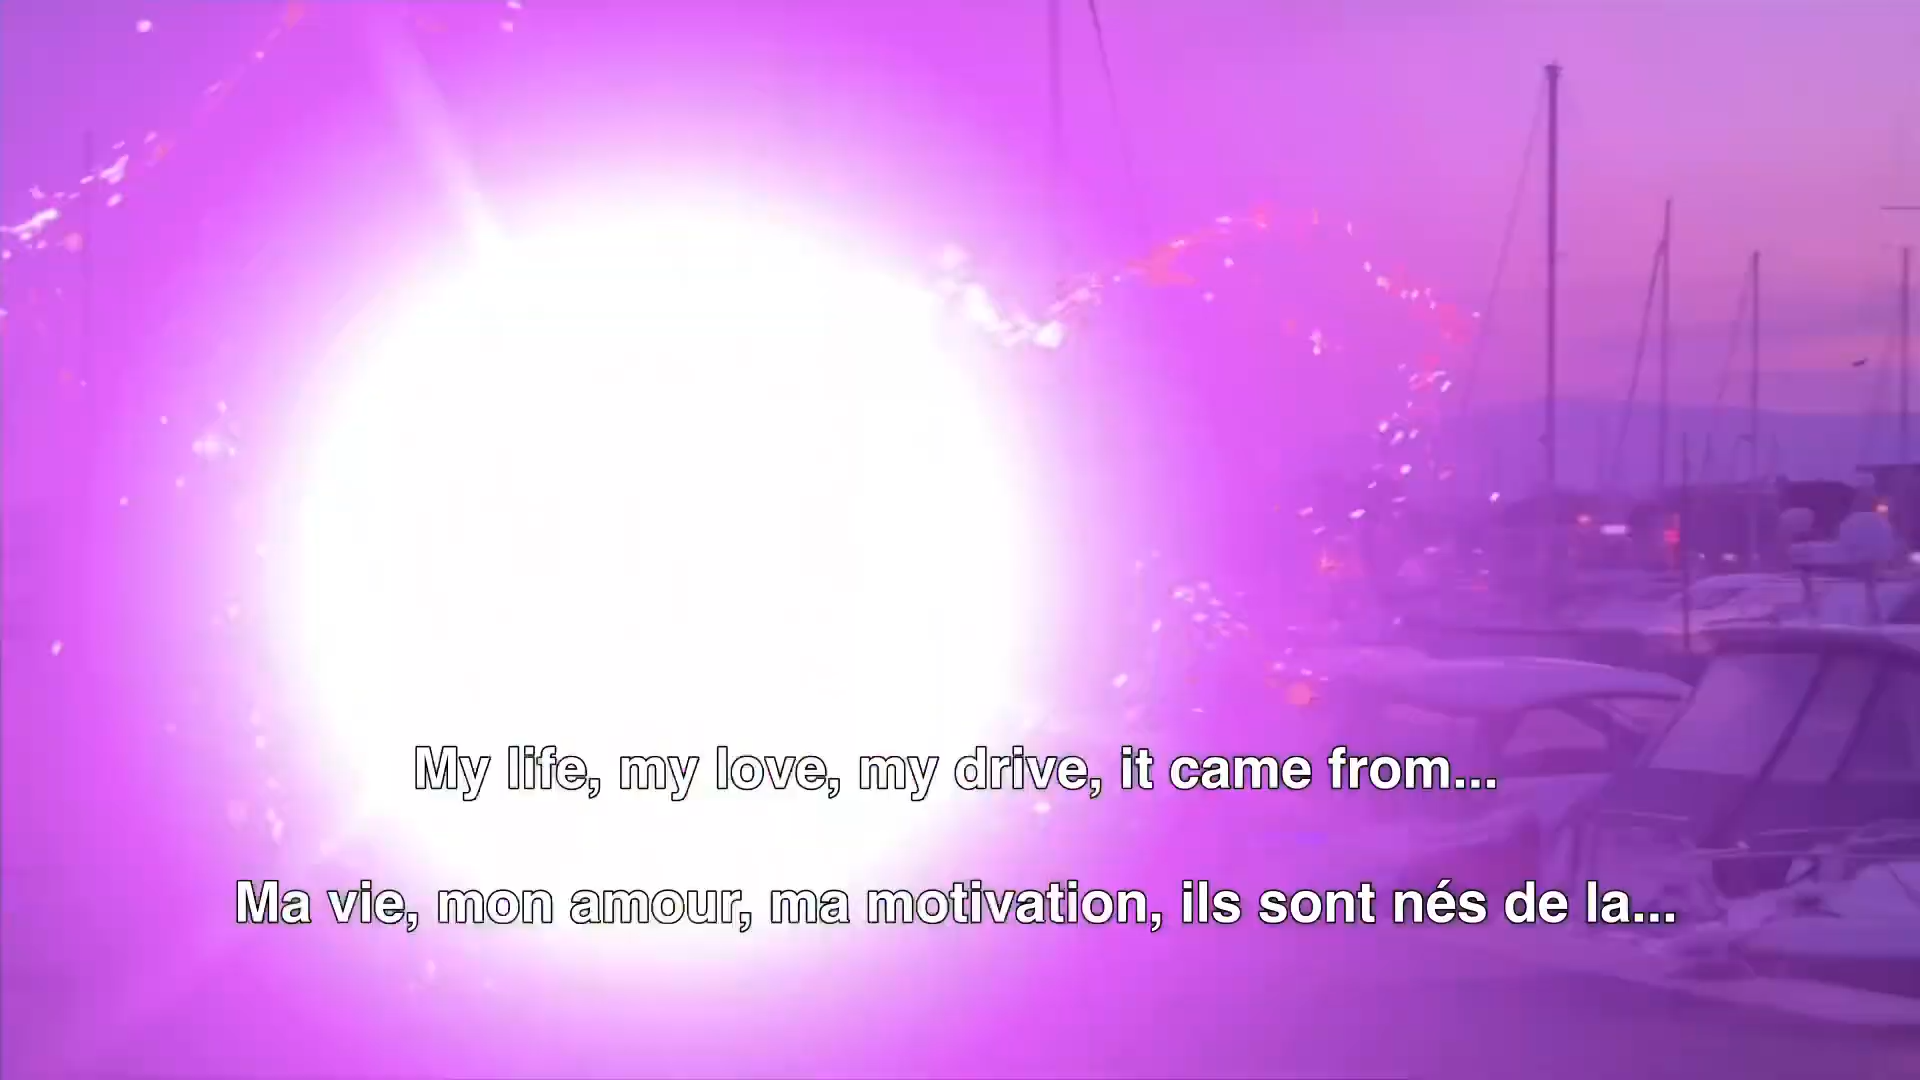 My life, my love, my drive, it came from...
Ma vie, mon amour, ma motivation, ils sont nés de la...